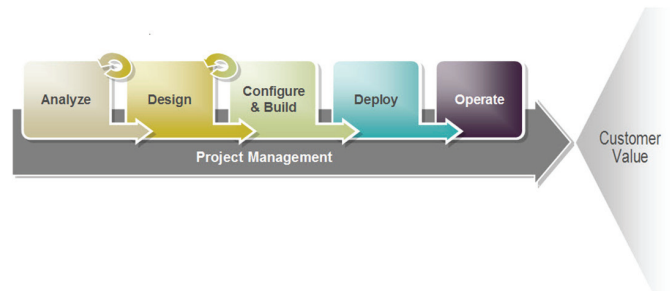 Analyze
Design
Configure
& Build
Deploy
Operate
Project Management
Customer
Value